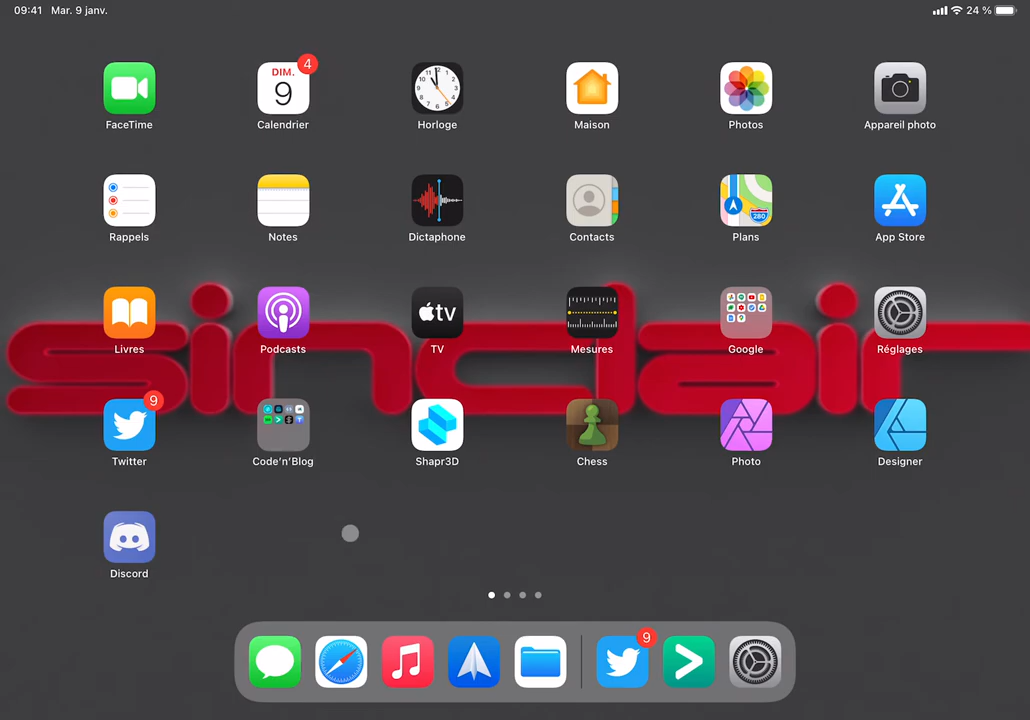 09:41 Mar. 9 janv.
24 %
4
DIM.
9
FaceTime
Calendrier
Horloge
Maison
Photos
Appareil photo
280
Rappels
Notes
Dictaphone
Contacts
Plans
App Store
sinclair
tv
Livres
Podcasts
TV
Mesures
Google
Réglages
9
Twitter
Code'n'Blog
Shapr3D
Chess
Photo
Designer
Discord
9